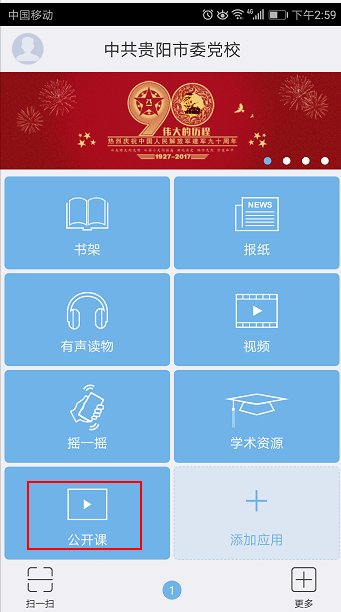 中国移动
4G
下午2:59
中共贵阳市委党校
90
伟大的历程
热烈庆祝中国人民解放军建军九十周年
1927-2017
书架
NEWS
报纸
有声读物
视频
摇一摇
学术资源
公开课
添加应用
扫一扫
1
更多